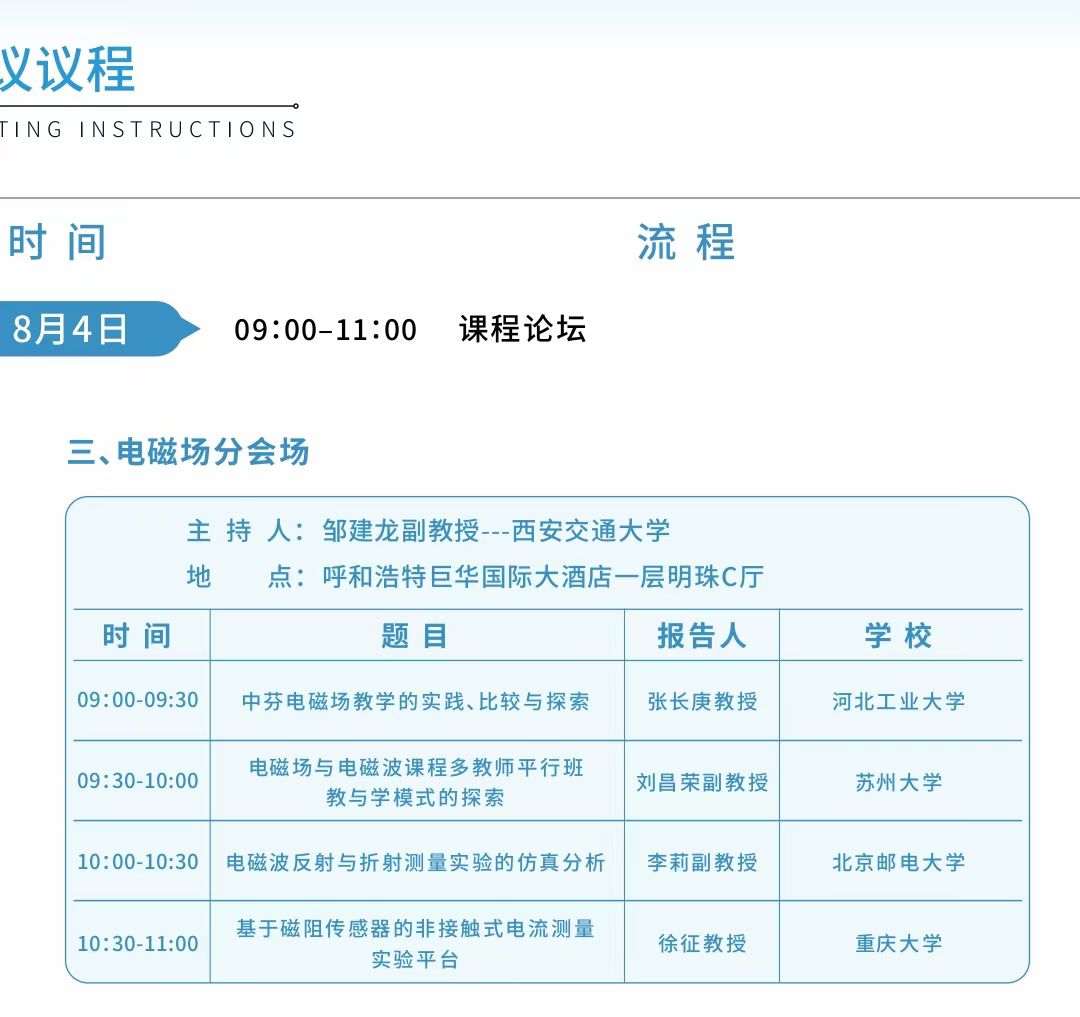 议议程
TING INSTRUCTIONS
时 间 流 程
8月4日 09:00–11:00 课程论坛
三、电磁场分会场
主 持 人： 邹建龙副教授---西安交通大学
地 点： 呼和浩特巨华国际大酒店一层明珠C厅
时 间 题 目 报告人 学 校
09:00-09:30 中芬电磁场教学的实践、比较与探索 张长庚教授 河北工业大学
09:30-10:00 电磁场与电磁波课程多教师平行班
教与学模式的探索 刘昌荣副教授 苏州大学
10:00-10:30 电磁波反射与折射测量实验的仿真分析 李莉副教授 北京邮电大学
10:30-11:00 基于磁阻传感器的非接触式电流测量
实验平台 徐征教授 重庆大学